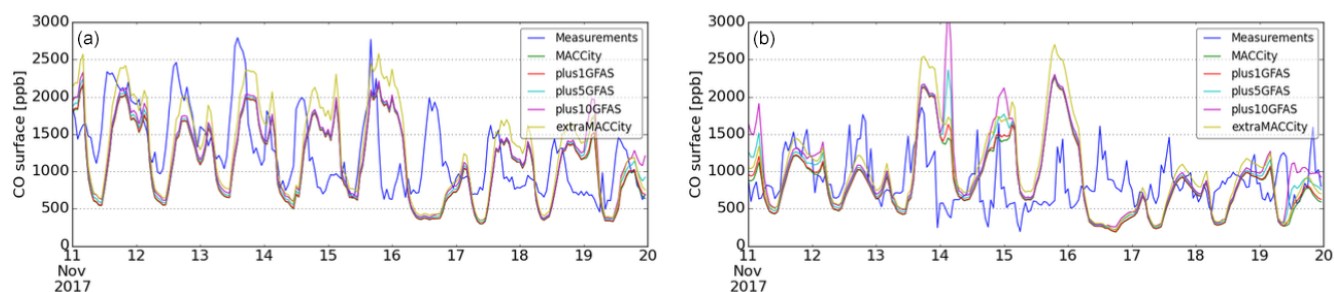 (a)
CO surface [ppb]
3000
2500
2000
1500
1000
500
0
Measurements
MACCity
plus1GFAS
plus5GFAS
plus10GFAS
extraMACCity
11 12 13 14 15 16 17 18 19 20
Nov
2017
(b)
CO surface [ppb]
3000
2500
2000
1500
1000
500
0
Measurements
MACCity
plus1GFAS
plus5GFAS
plus10GFAS
extraMACCity
11 12 13 14 15 16 17 18 19 20
Nov
2017